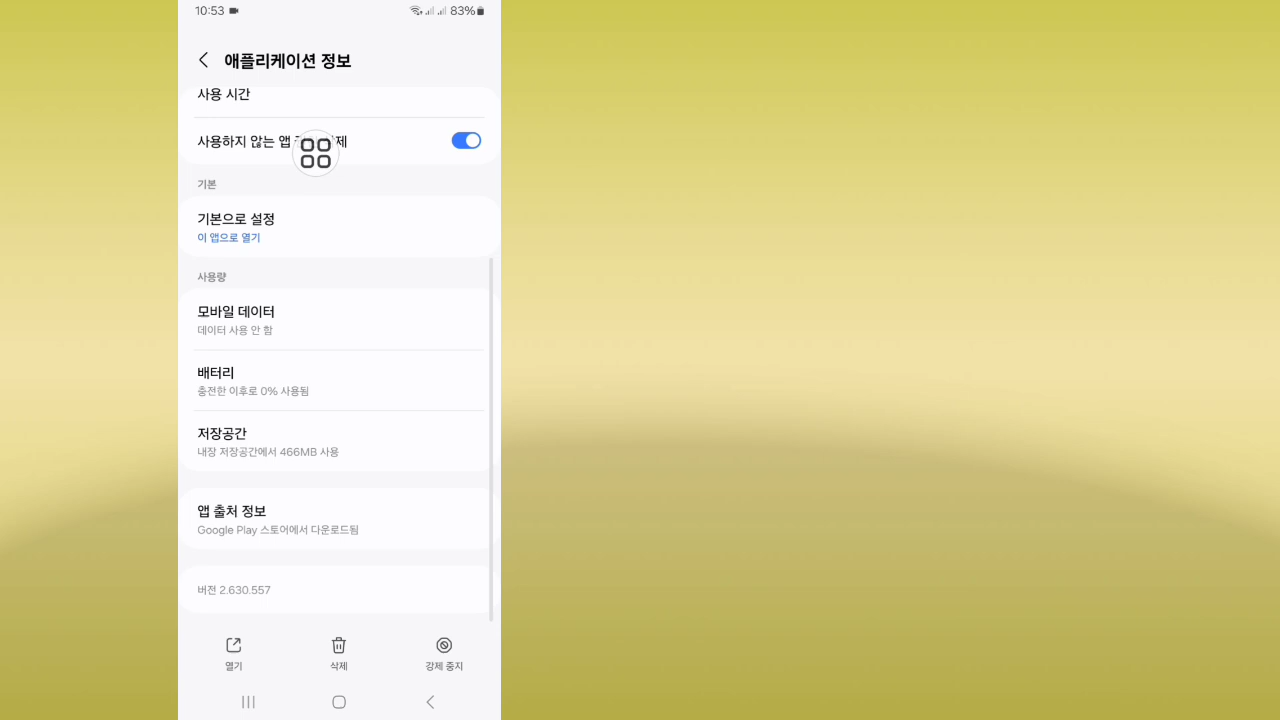 10:53 83%
애플리케이션 정보
사용 시간
사용하지 않는 앱 제
기본
기본으로 설정
이 앱으로 열기
사용량
모바일 데이터
데이터 사용 안 함
배터리
충전한 이후로 0% 사용됨
저장공간
내장 저장공간에서 466MB 사용
앱 출처 정보
Google Play 스토어에서 다운로드됨
버전 2.630.557
열기 삭제 강제 중지